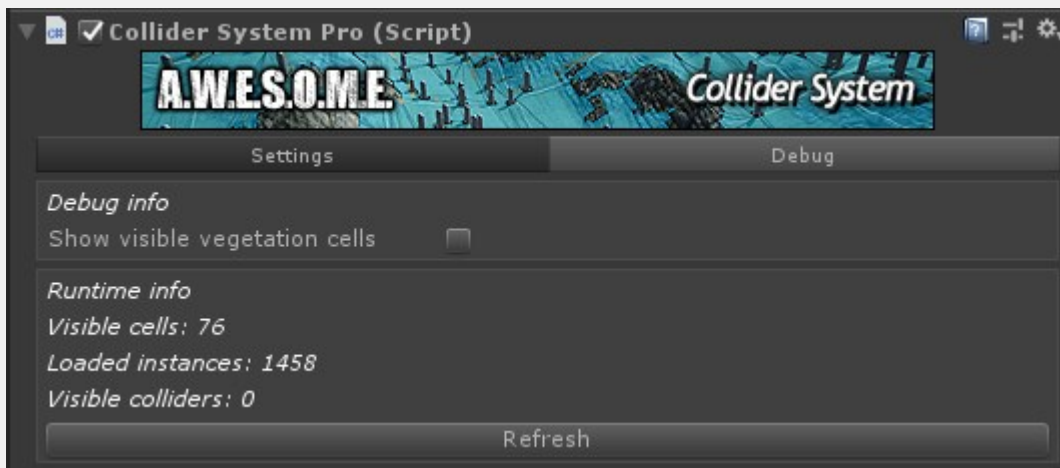 C# Collider System Pro (Script)
A.W.E.S.O.M.E. Collider System
Settings Debug
Debug info
Show visible vegetation cells
Runtime info
Visible cells: 76
Loaded instances: 1458
Visible colliders: 0
Refresh